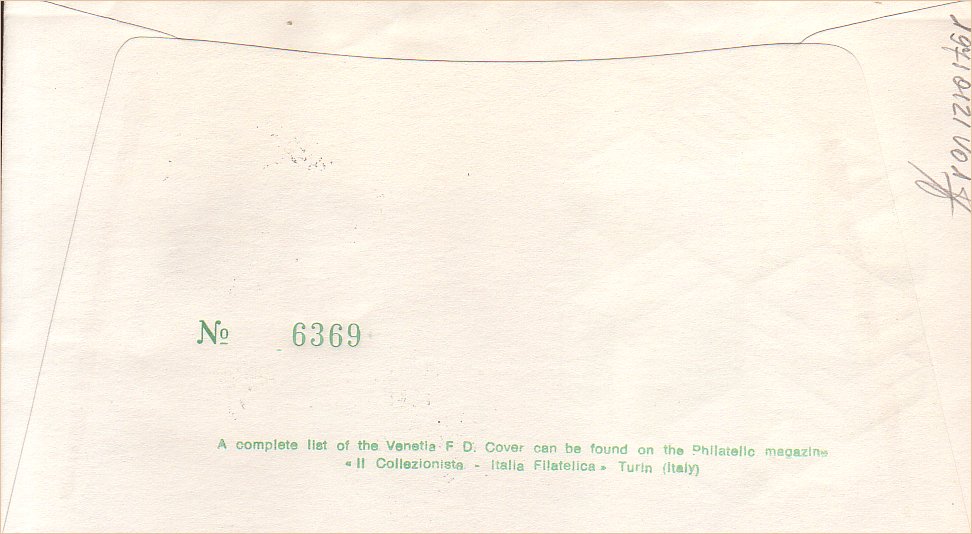 № 6369
A complete list of the Venetia F D. Cover can be found on the Philatelic magazine
« Il Collezionista - Italia Filatelica » Turin (Italy)